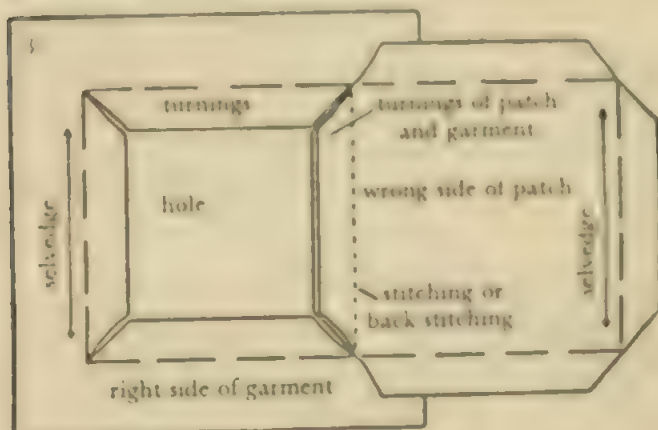 turnings
turnings of patch
and garment
selvedge
hole
wrong side of patch
selvedge
stitching or
back stitching
right side of garment